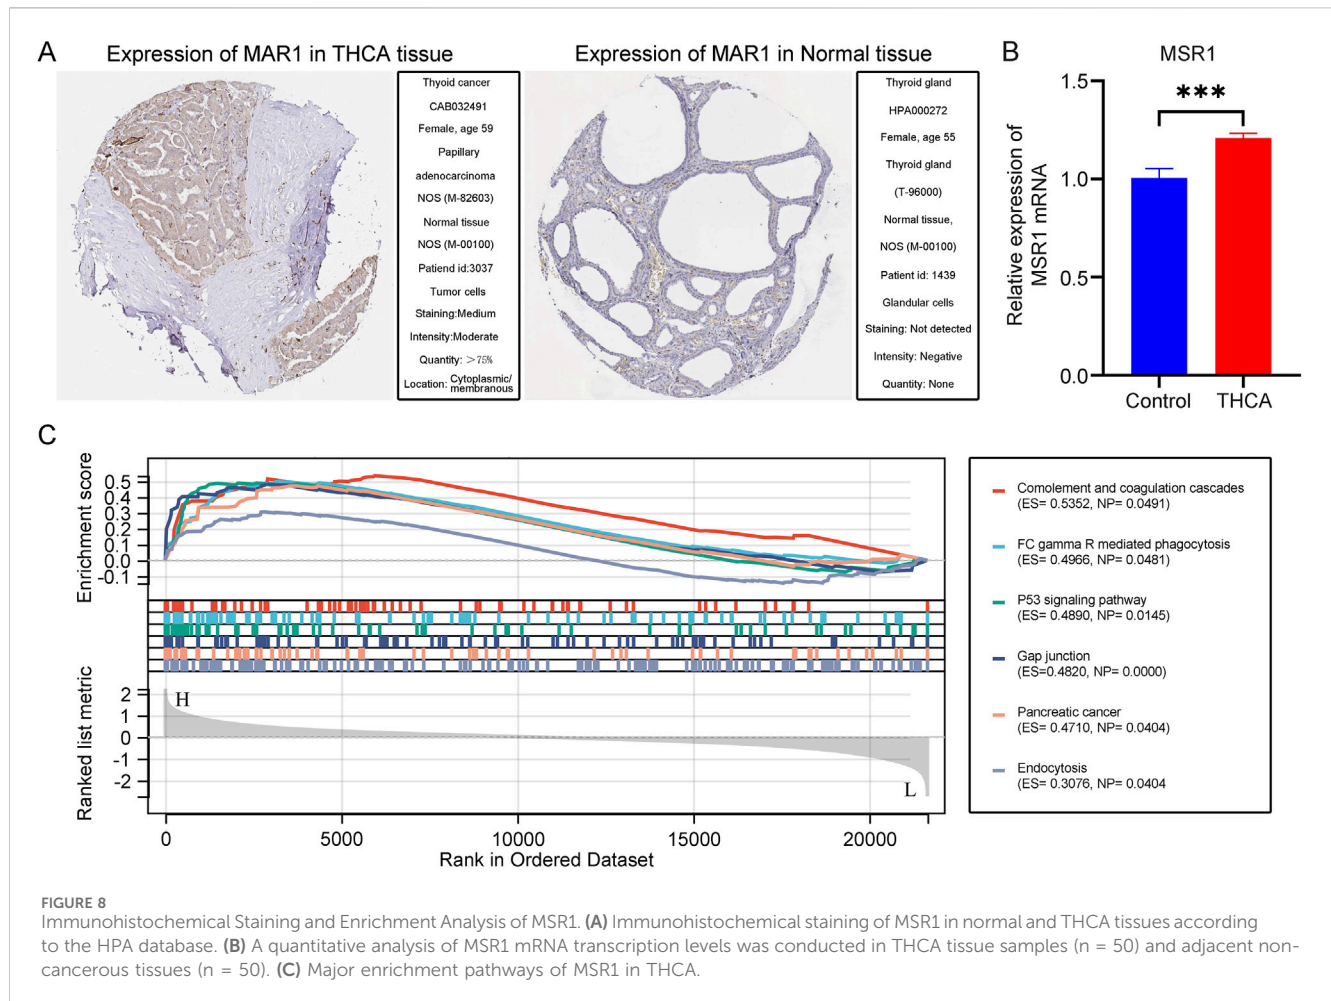 A
Expression of MAR1 in THCA tissue
Thyoid cancer
CAB032491
Female, age 59
Papillary
adenocarcinoma
NOS (M-82603)
Normal tissue
NOS (M-00100)
Patiend id:3037
Tumor cells
Staining:Medium
Intensity:Moderate
Quantity: >75%
Location: Cytoplasmic/
membranous
Expression of MAR1 in Normal tissue
Thyroid gland
HPA000272
Female, age 55
Thyroid gland
(T-96000)
Normal tissue,
NOS (M-00100)
Patient id: 1439
Glandular cells
Staining: Not detected
Intensity: Negative
Quantity: None
B
MSR1
Relative expression of
MSR1 mRNA
1.5
1.0
0.5
0.0
***
Control
THCA
C
Enrichment score
0.5
0.4
0.3
0.2
0.1
0.0
-0.1
Ranked list metric
2
1
0
-1
-2
H
L
0
5000
10000
15000
20000
Rank in Ordered Dataset
Comolement and coagulation cascades
(ES= 0.5352, NP= 0.0491)
FC gamma R mediated phagocytosis
(ES= 0.4966, NP= 0.0481)
P53 signaling pathway
(ES= 0.4890, NP= 0.0145)
Gap junction
(ES=0.4820, NP= 0.0000)
Pancreatic cancer
(ES= 0.4710, NP= 0.0404)
Endocytosis
(ES= 0.3076, NP= 0.0404
FIGURE 8
Immunohistochemical Staining and Enrichment Analysis of MSR1. (A) Immunohistochemical staining of MSR1 in normal and THCA tissues according
to the HPA database. (B) A quantitative analysis of MSR1 mRNA transcription levels was conducted in THCA tissue samples (n = 50) and adjacent non-
cancerous tissues (n = 50). (C) Major enrichment pathways of MSR1 in THCA.